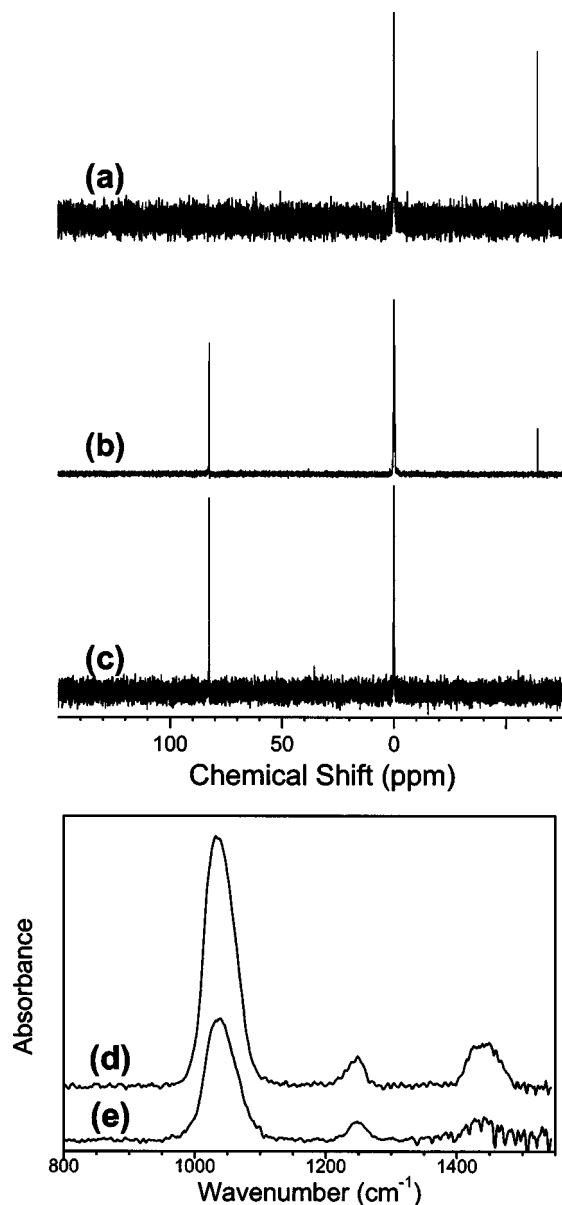 (a)
(b)
(c)
100 50 0
Chemical Shift (ppm)
Absorbance
(d)
(e)
800 1000 1200 1400
Wavenumber (cm⁻¹)